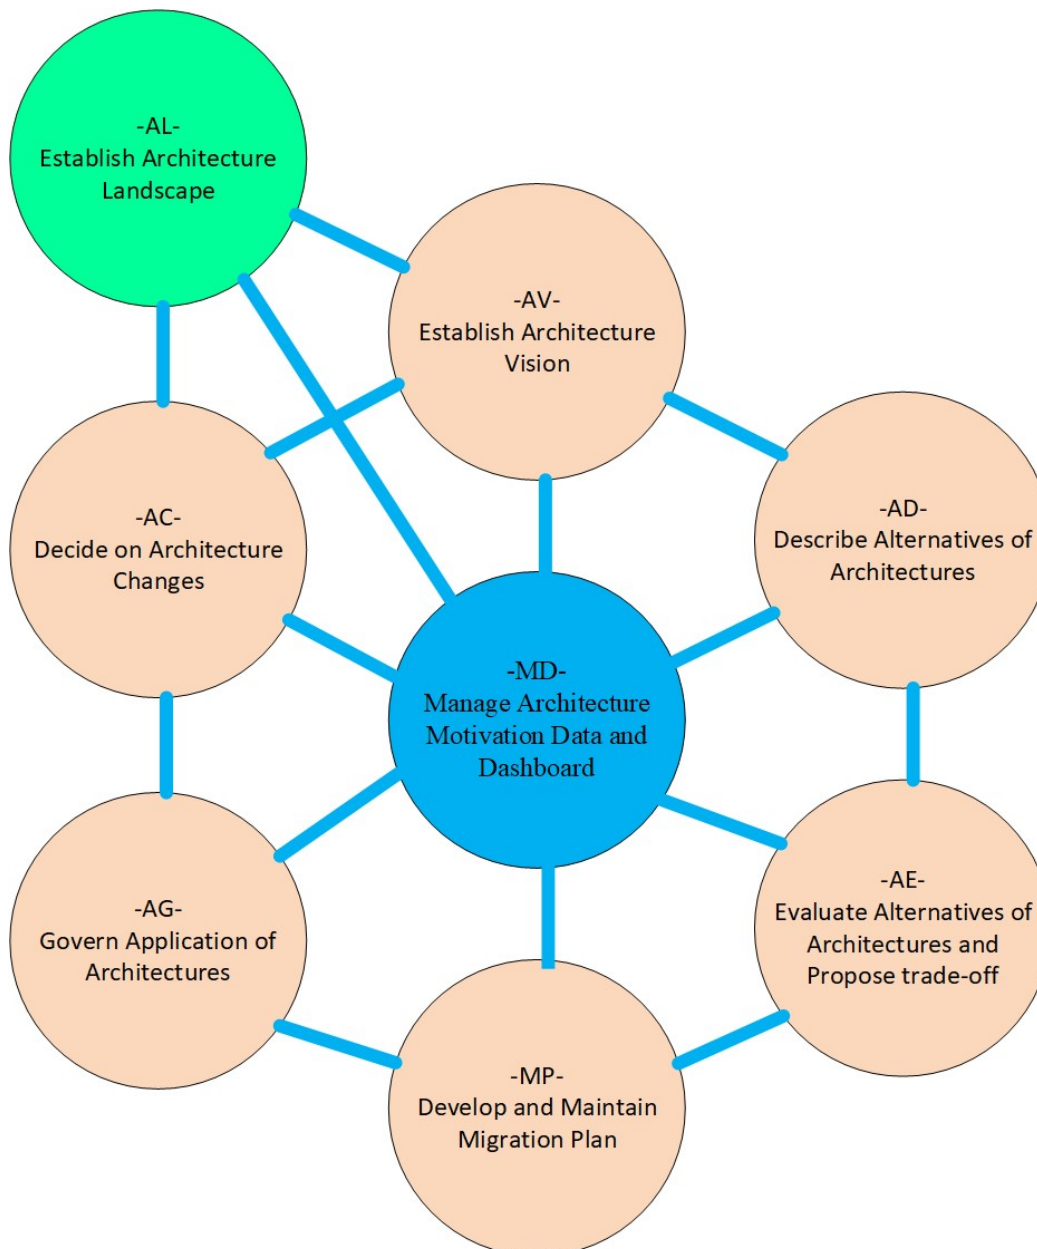 -AL-
Establish Architecture
Landscape
-AV-
Establish Architecture
Vision
-AC-
Decide on Architecture
Changes
-AD-
Describe Alternatives of
Architectures
-MD-
Manage Architecture
Motivation Data and
Dashboard
-AG-
Govern Application of
Architectures
-AE-
Evaluate Alternatives of
Architectures and
Propose trade-off
-MP-
Develop and Maintain
Migration Plan